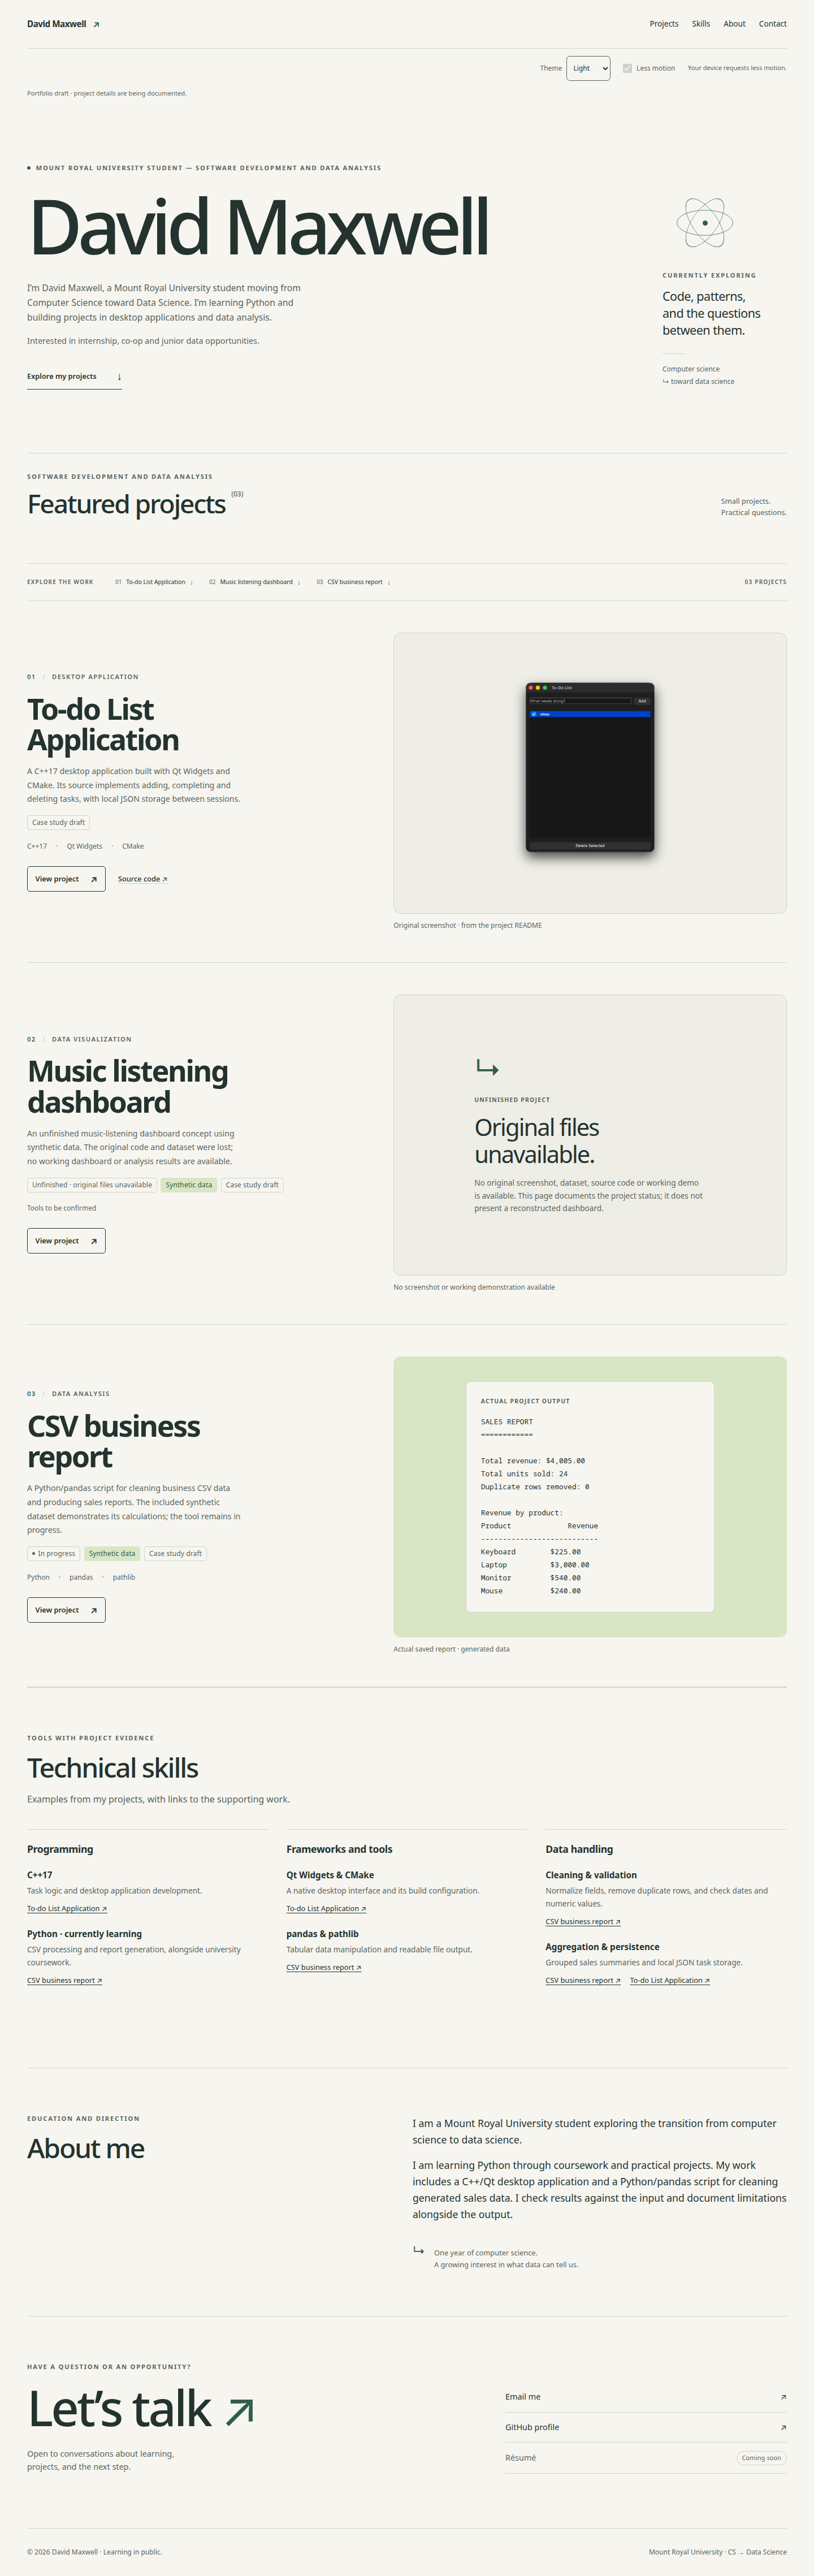 David Maxwell ↗
Projects Skills About Contact
Theme Light Less motion Your device requests less motion.
Portfolio draft · project details are being documented.
MOUNT ROYAL UNIVERSITY STUDENT — SOFTWARE DEVELOPMENT AND DATA ANALYSIS
David Maxwell
I'm David Maxwell, a Mount Royal University student moving from
Computer Science toward Data Science. I'm learning Python and
building projects in desktop applications and data analysis.
Interested in internship, co-op and junior data opportunities.
Explore my projects ↓
CURRENTLY EXPLORING
Code, patterns,
and the questions
between them.
Computer science
↳ toward data science
SOFTWARE DEVELOPMENT AND DATA ANALYSIS
Featured projects (03)
Small projects.
Practical questions.
EXPLORE THE WORK 01 To-do List Application ↓ 02 Music listening dashboard ↓ 03 CSV business report ↓ 03 PROJECTS
01 / DESKTOP APPLICATION
To-do List
Application
A C++17 desktop application built with Qt Widgets and
CMake. Its source implements adding, completing and
deleting tasks, with local JSON storage between sessions.
Case study draft
C++17 · Qt Widgets · CMake
View project ↗ Source code ↗
To-Do List
What needs doing? Add
Delete Selected
Original screenshot · from the project README
02 / DATA VISUALIZATION
Music listening
dashboard
An unfinished music-listening dashboard concept using
synthetic data. The original code and dataset were lost;
no working dashboard or analysis results are available.
Unfinished · original files unavailable Synthetic data Case study draft
Tools to be confirmed
View project ↗
UNFINISHED PROJECT
Original files
unavailable.
No original screenshot, dataset, source code or working demo
is available. This page documents the project status; it does not
present a reconstructed dashboard.
No screenshot or working demonstration available
03 / DATA ANALYSIS
CSV business
report
A Python/pandas script for cleaning business CSV data
and producing sales reports. The included synthetic
dataset demonstrates its calculations; the tool remains in
progress.
In progress Synthetic data Case study draft
Python · pandas · pathlib
View project ↗
ACTUAL PROJECT OUTPUT
SALES REPORT
============
Total revenue: $4,005.00
Total units sold: 24
Duplicate rows removed: 0
Revenue by product:
Product Revenue
---------------------------
Keyboard $225.00
Laptop $3,000.00
Monitor $540.00
Mouse $240.00
Actual saved report · generated data
TOOLS WITH PROJECT EVIDENCE
Technical skills
Examples from my projects, with links to the supporting work.
Programming
C++17
Task logic and desktop application development.
To-do List Application ↗
Python · currently learning
CSV processing and report generation, alongside university
coursework.
CSV business report ↗
Frameworks and tools
Qt Widgets & CMake
A native desktop interface and its build configuration.
To-do List Application ↗
pandas & pathlib
Tabular data manipulation and readable file output.
CSV business report ↗
Data handling
Cleaning & validation
Normalize fields, remove duplicate rows, and check dates and
numeric values.
CSV business report ↗
Aggregation & persistence
Grouped sales summaries and local JSON task storage.
CSV business report ↗ To-do List Application ↗
EDUCATION AND DIRECTION
About me
I am a Mount Royal University student exploring the transition from computer
science to data science.
I am learning Python through coursework and practical projects. My work
includes a C++/Qt desktop application and a Python/pandas script for cleaning
generated sales data. I check results against the input and document limitations
alongside the output.
One year of computer science.
A growing interest in what data can tell us.
HAVE A QUESTION OR AN OPPORTUNITY?
Let's talk ↗
Open to conversations about learning,
projects, and the next step.
Email me ↗
GitHub profile ↗
Résumé Coming soon
© 2026 David Maxwell · Learning in public.
Mount Royal University · CS → Data Science